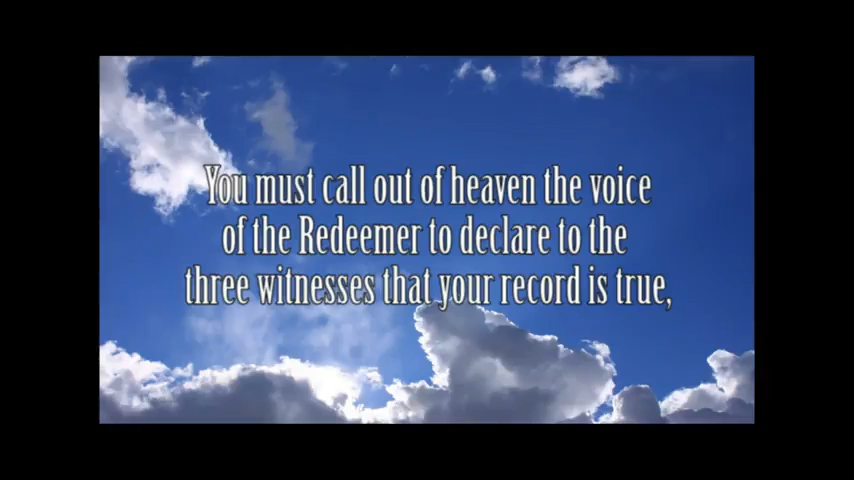 You must call out of heaven the voice
of the Redeemer to declare to the
three witnesses that your record is true,